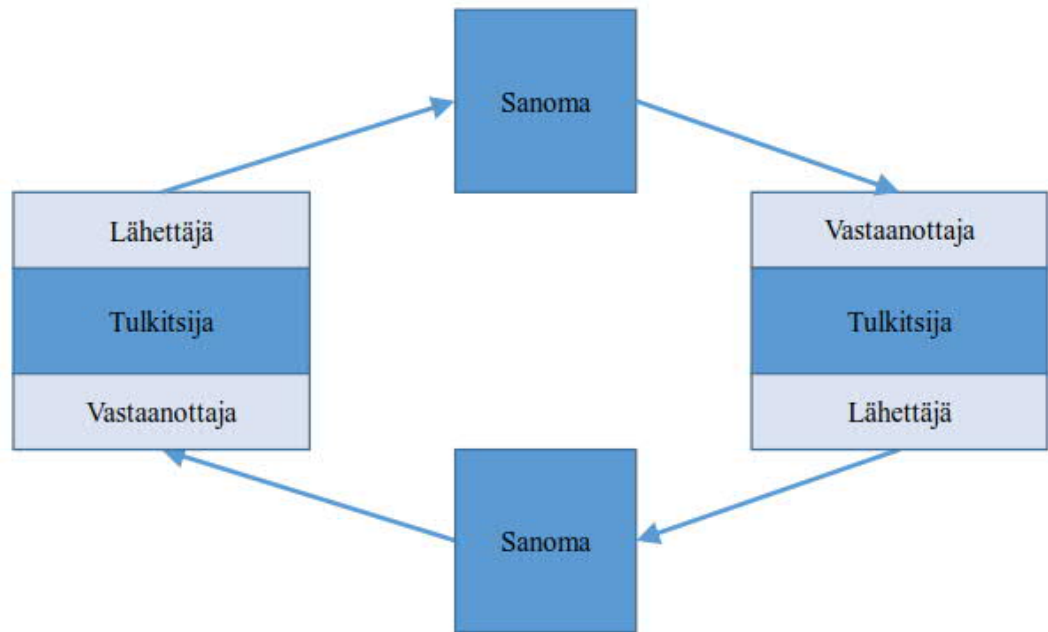 Sanoma
Lähettäjä
Tulkitsija
Vastaanottaja
Vastaanottaja
Tulkitsija
Lähettäjä
Sanoma